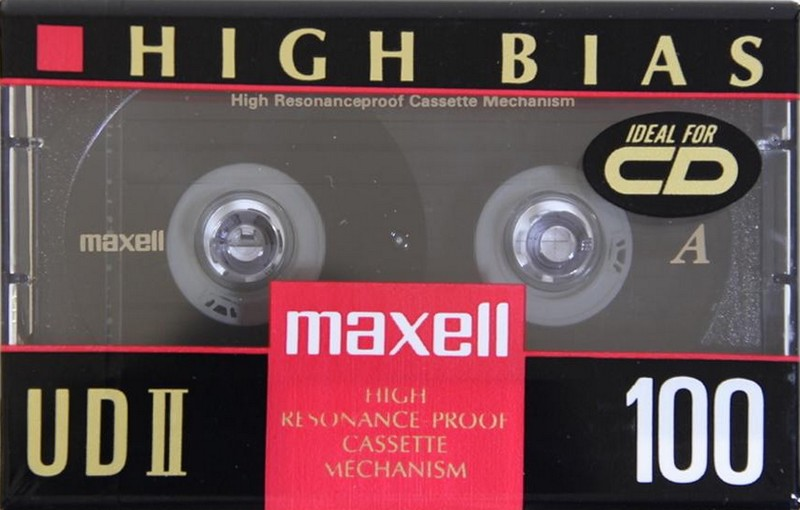 HIGH BIAS
High Resonanceproof Cassette Mechanism
IDEAL FOR
CD
maxell
A
maxell
HIGH
RESONANCE-PROOF
CASSETTE
MECHANISM
UD II
100